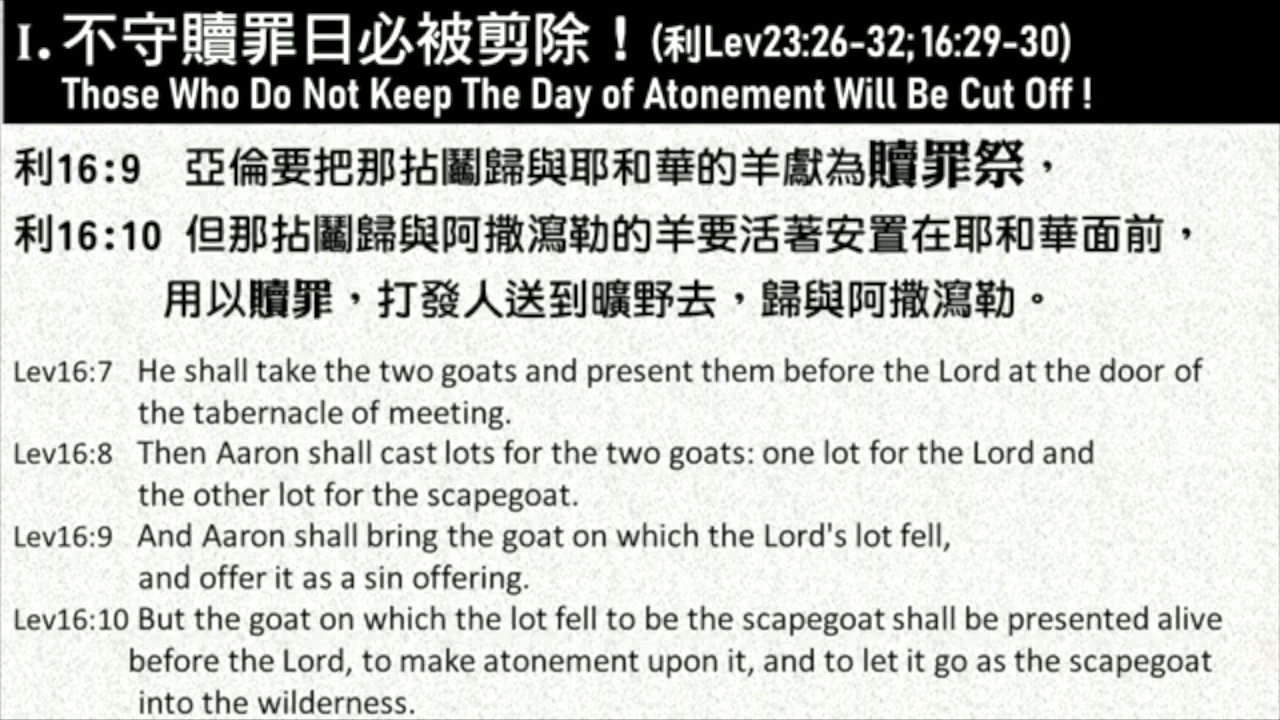 I. 不守贖罪日必被剪除！(利Lev23:26-32; 16:29-30)
Those Who Do Not Keep The Day of Atonement Will Be Cut Off !
利16:9 亞倫要把那拈鬮歸與耶和華的羊獻為贖罪祭，
利16:10 但那拈鬮歸與阿撒瀉勒的羊要活著安置在耶和華面前，
用以贖罪，打發人送到曠野去，歸與阿撒瀉勒。
Lev16:7 He shall take the two goats and present them before the Lord at the door of
the tabernacle of meeting.
Lev16:8 Then Aaron shall cast lots for the two goats: one lot for the Lord and
the other lot for the scapegoat.
Lev16:9 And Aaron shall bring the goat on which the Lord's lot fell,
and offer it as a sin offering.
Lev16:10 But the goat on which the lot fell to be the scapegoat shall be presented alive
before the Lord, to make atonement upon it, and to let it go as the scapegoat
into the wilderness.